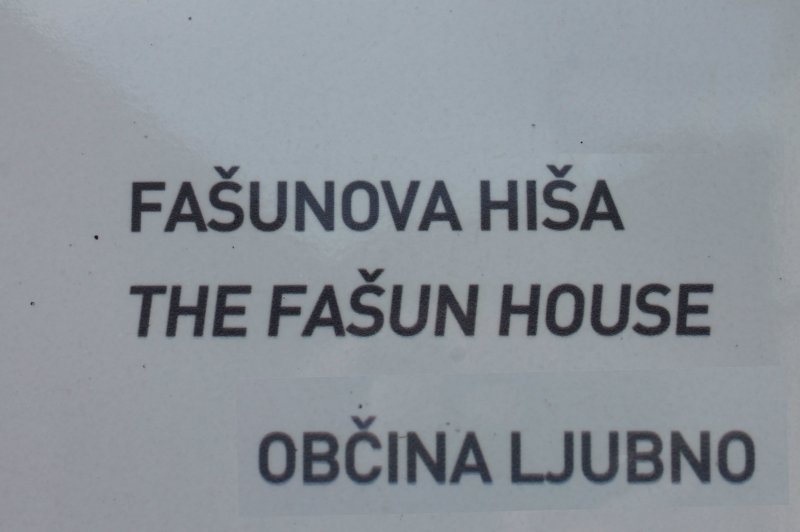 FAŠUNOVA HIŠA
THE FAŠUN HOUSE
OBČINA LJUBNO